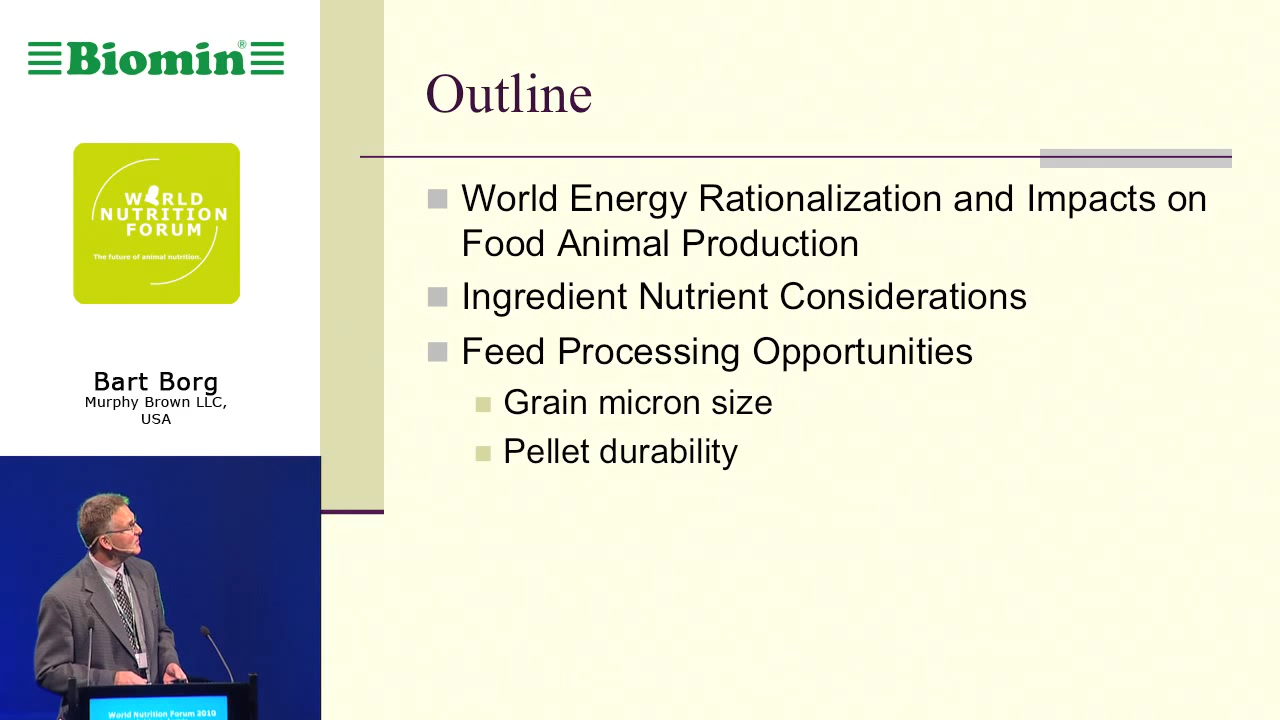 Biomin®
WORLD
NUTRITION
FORUM
The future of animal nutrition.
Bart Borg
Murphy Brown LLC,
USA
World Nutrition Forum 2010
Outline
World Energy Rationalization and Impacts on
Food Animal Production
Ingredient Nutrient Considerations
Feed Processing Opportunities
Grain micron size
Pellet durability